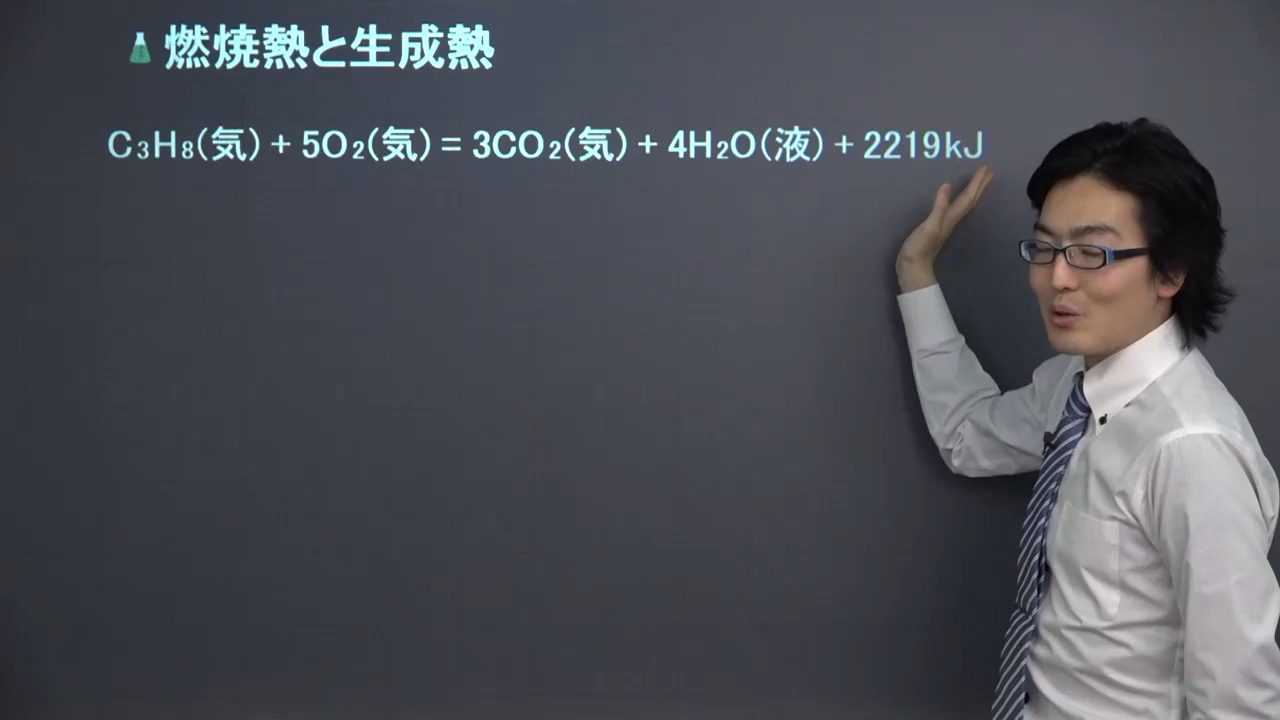 燃焼熱と生成熱
C₃H₈(気) + 5O₂(気) = 3CO₂(気) + 4H₂O(液) + 2219kJ